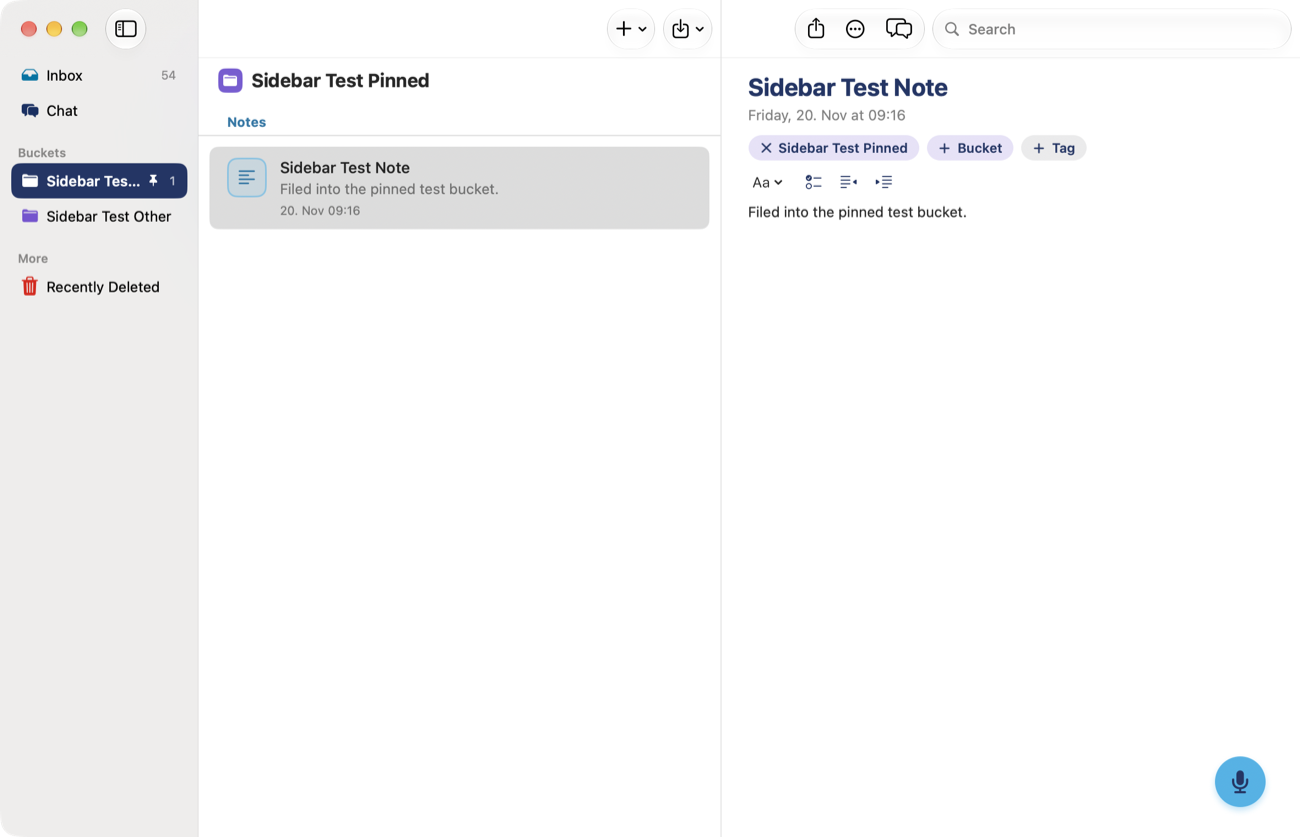 Search
Inbox 54
Chat
Buckets
Sidebar Tes... 1
Sidebar Test Other
More
Recently Deleted
Sidebar Test Pinned
Notes
Sidebar Test Note
Filed into the pinned test bucket.
20. Nov 09:16
Sidebar Test Note
Friday, 20. Nov at 09:16
Sidebar Test Pinned + Bucket + Tag
Aa
Filed into the pinned test bucket.